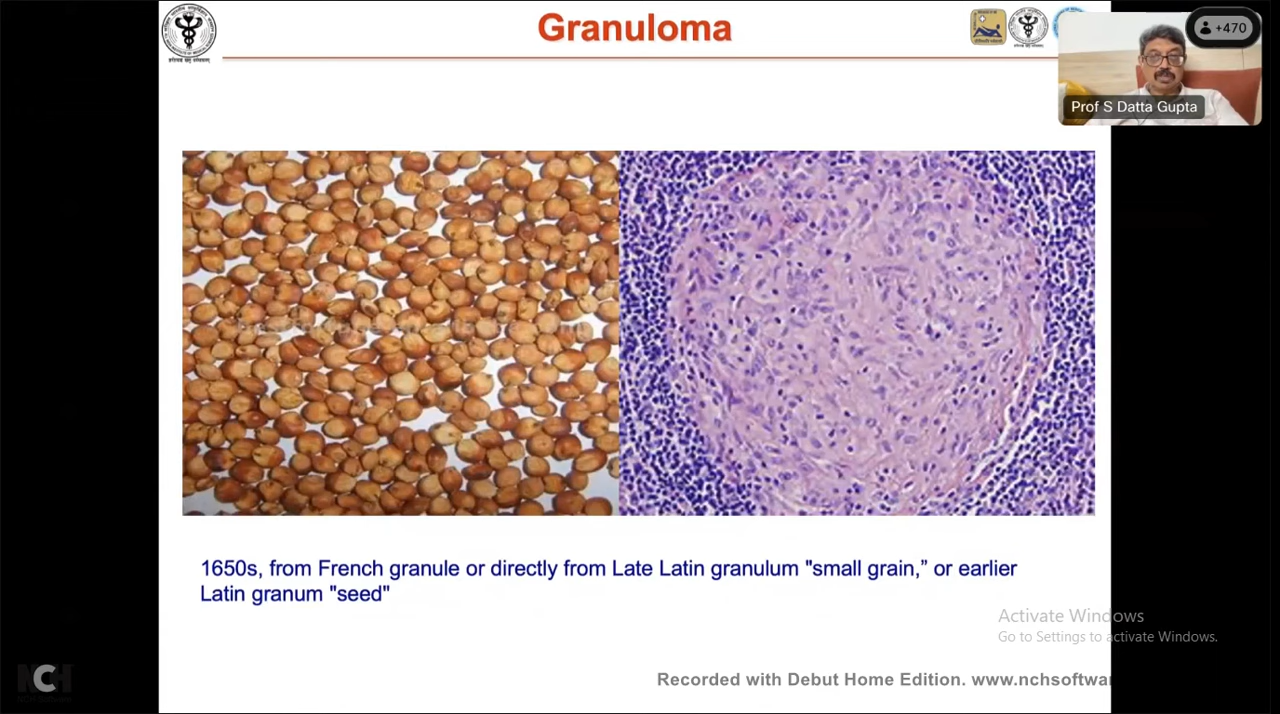 Granuloma
+470
Prof S Datta Gupta
1650s, from French granule or directly from Late Latin granulum "small grain,” or earlier
Latin granum "seed"
Activate Windows
Go to Settings to activate Windows.
NCH
Recorded with Debut Home Edition. www.nchsoftwar